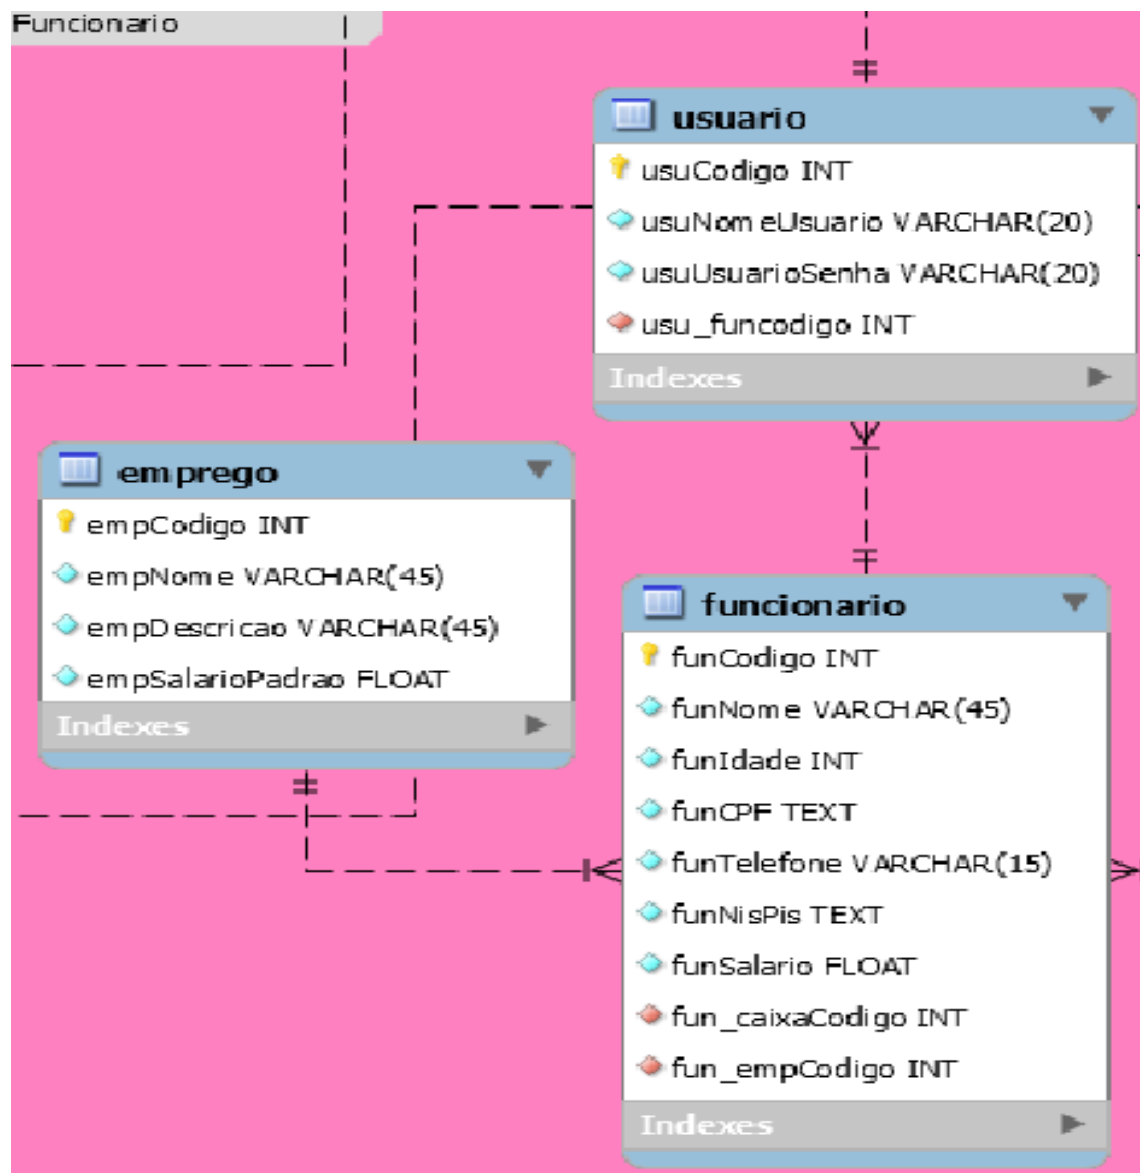 Funcionario
usuario
usuCodigo INT
usuNomeUsuario VARCHAR(20)
usuUsuarioSenha VARCHAR(20)
usu_funcodigo INT
Indexes
emprego
empCodigo INT
empNome VARCHAR(45)
empDescricao VARCHAR(45)
empSalarioPadrao FLOAT
Indexes
funcionario
funCodigo INT
funNome VARCHAR(45)
funIdade INT
funCPF TEXT
funTelefone VARCHAR(15)
funNisPis TEXT
funSalario FLOAT
fun_caixaCodigo INT
fun_empCodigo INT
Indexes